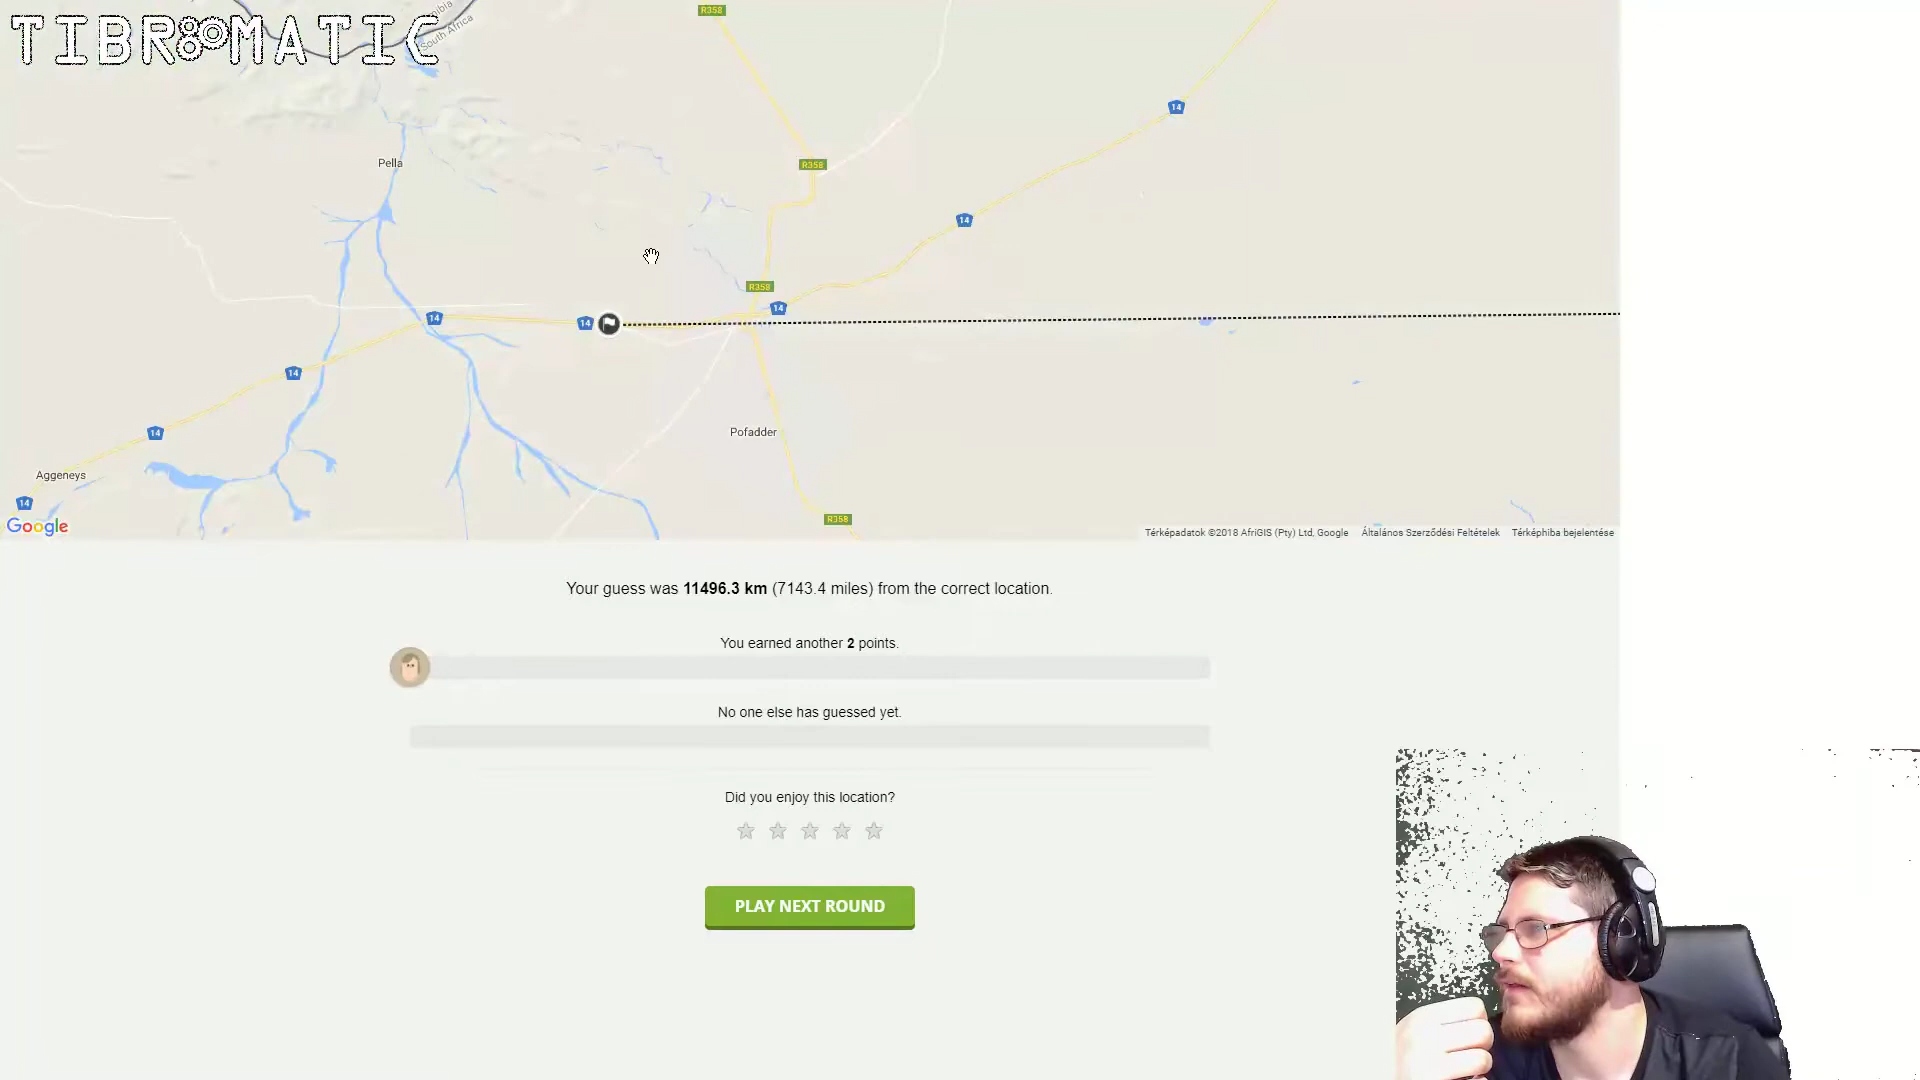 TIBROMATIC
R358
South Africa
14
R358
Pella
14
R358
14
14
14
14
14
Pofadder
Aggeneys
14
R358
Google
Térképadatok ©2018 AfriGIS (Pty) Ltd, Google
Általános Szerződési Feltételek
Térképhiba bejelentése
Your guess was 11496.3 km (7143.4 miles) from the correct location.
You earned another 2 points.
No one else has guessed yet.
Did you enjoy this location?
PLAY NEXT ROUND